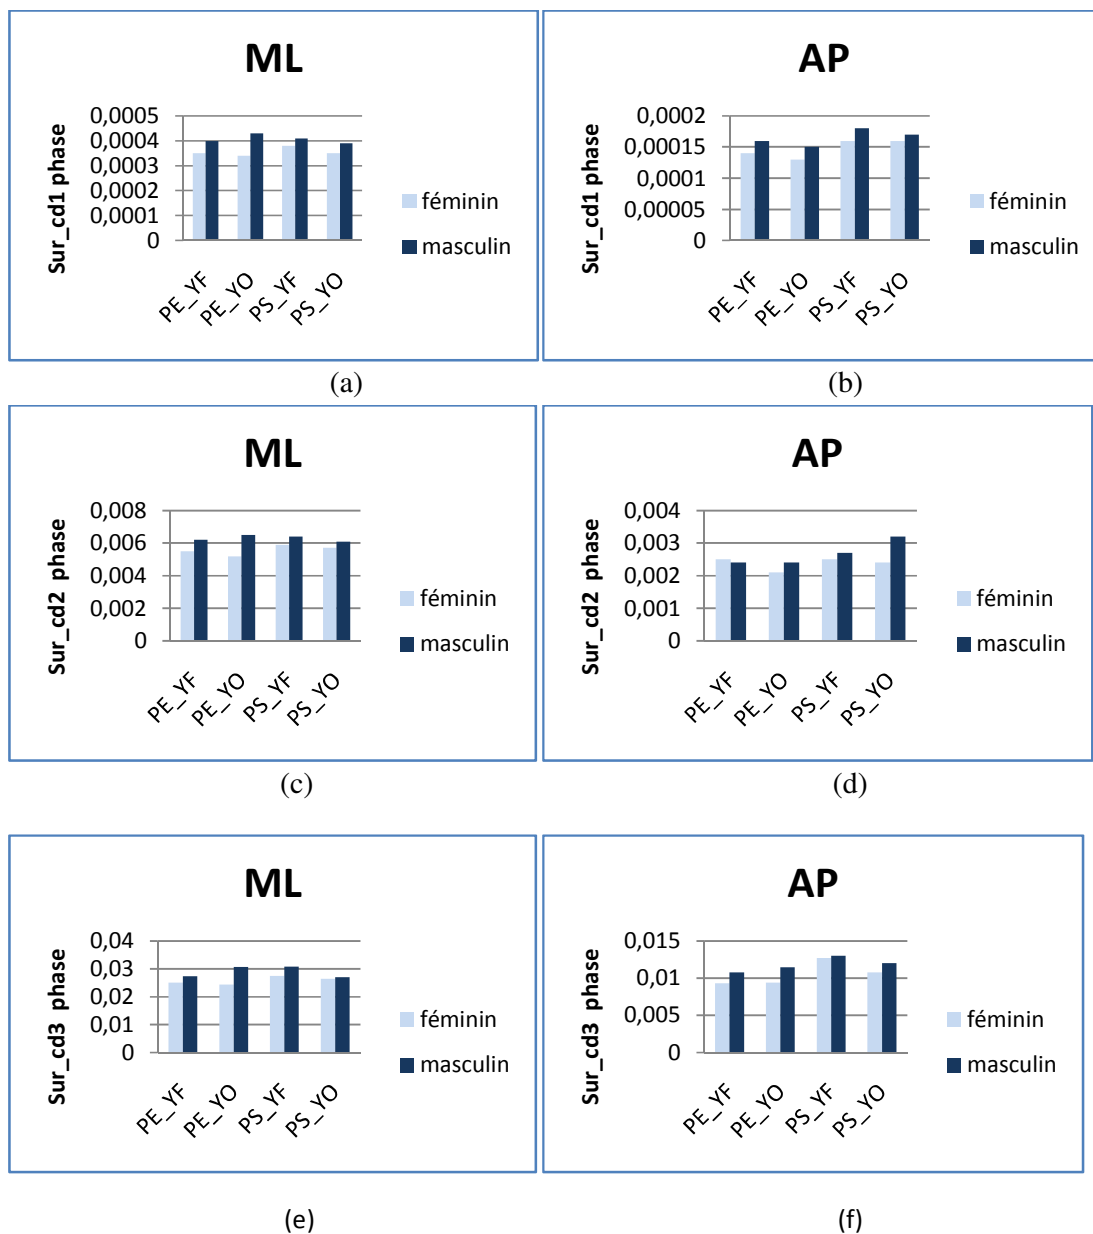 ML
Sur_cd1 phase
0,0005
0,0004
0,0003
0,0002
0,0001
0
PE_YF
PE_YO
PS_YF
PS_YO
féminin
masculin
(a)
AP
Sur_cd1 phase
0,0002
0,00015
0,0001
0,00005
0
PE_YF
PE_YO
PS_YF
PS_YO
féminin
masculin
(b)
ML
Sur_cd2 phase
0,008
0,006
0,004
0,002
0
PE_YF
PE_YO
PS_YF
PS_YO
féminin
masculin
(c)
AP
Sur_cd2 phase
0,004
0,003
0,002
0,001
0
PE_YF
PE_YO
PS_YF
PS_YO
féminin
masculin
(d)
ML
Sur_cd3 phase
0,04
0,03
0,02
0,01
0
PE_YF
PE_YO
PS_YF
PS_YO
féminin
masculin
(e)
AP
Sur_cd3 phase
0,015
0,01
0,005
0
PE_YF
PE_YO
PS_YF
PS_YO
féminin
masculin
(f)